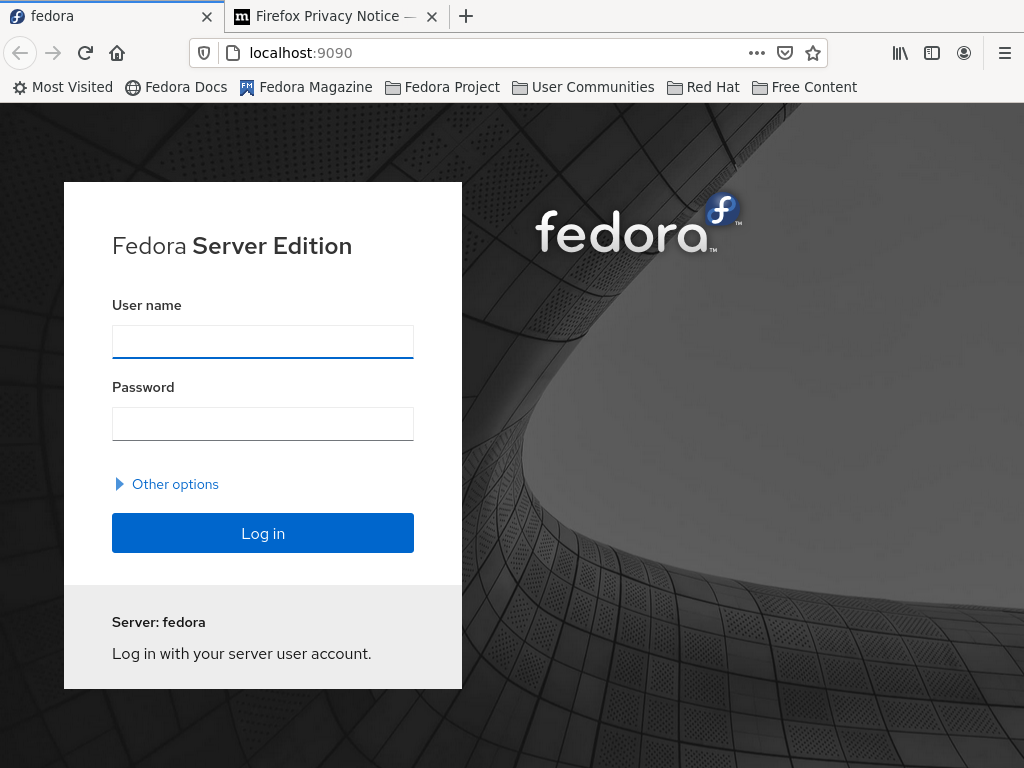 fedora
Firefox Privacy Notice —
localhost:9090
Most Visited
Fedora Docs
Fedora Magazine
Fedora Project
User Communities
Red Hat
Free Content
Fedora Server Edition
User name
Password
Other options
Log in
Server: fedora
Log in with your server user account.
fedora™